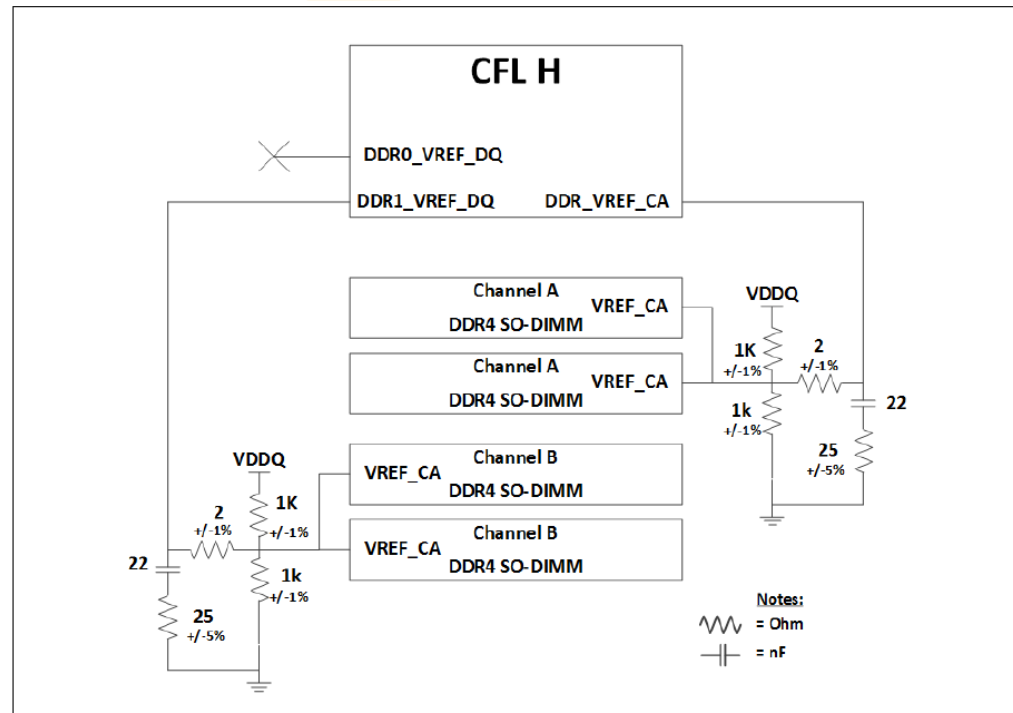 CFL H
DDR0_VREF_DQ
DDR1_VREF_DQ DDR_VREF_CA
Channel A
VREF_CA
DDR4 SO-DIMM
Channel A
VREF_CA
DDR4 SO-DIMM
VDDQ
1K
+/-1%
2
+/-1%
1k
+/-1%
22
25
+/-5%
Channel B
VREF_CA
DDR4 SO-DIMM
Channel B
VREF_CA
DDR4 SO-DIMM
VDDQ
1K
+/-1%
2
+/-1%
1k
+/-1%
22
25
+/-5%
Notes:
= Ohm
= nF